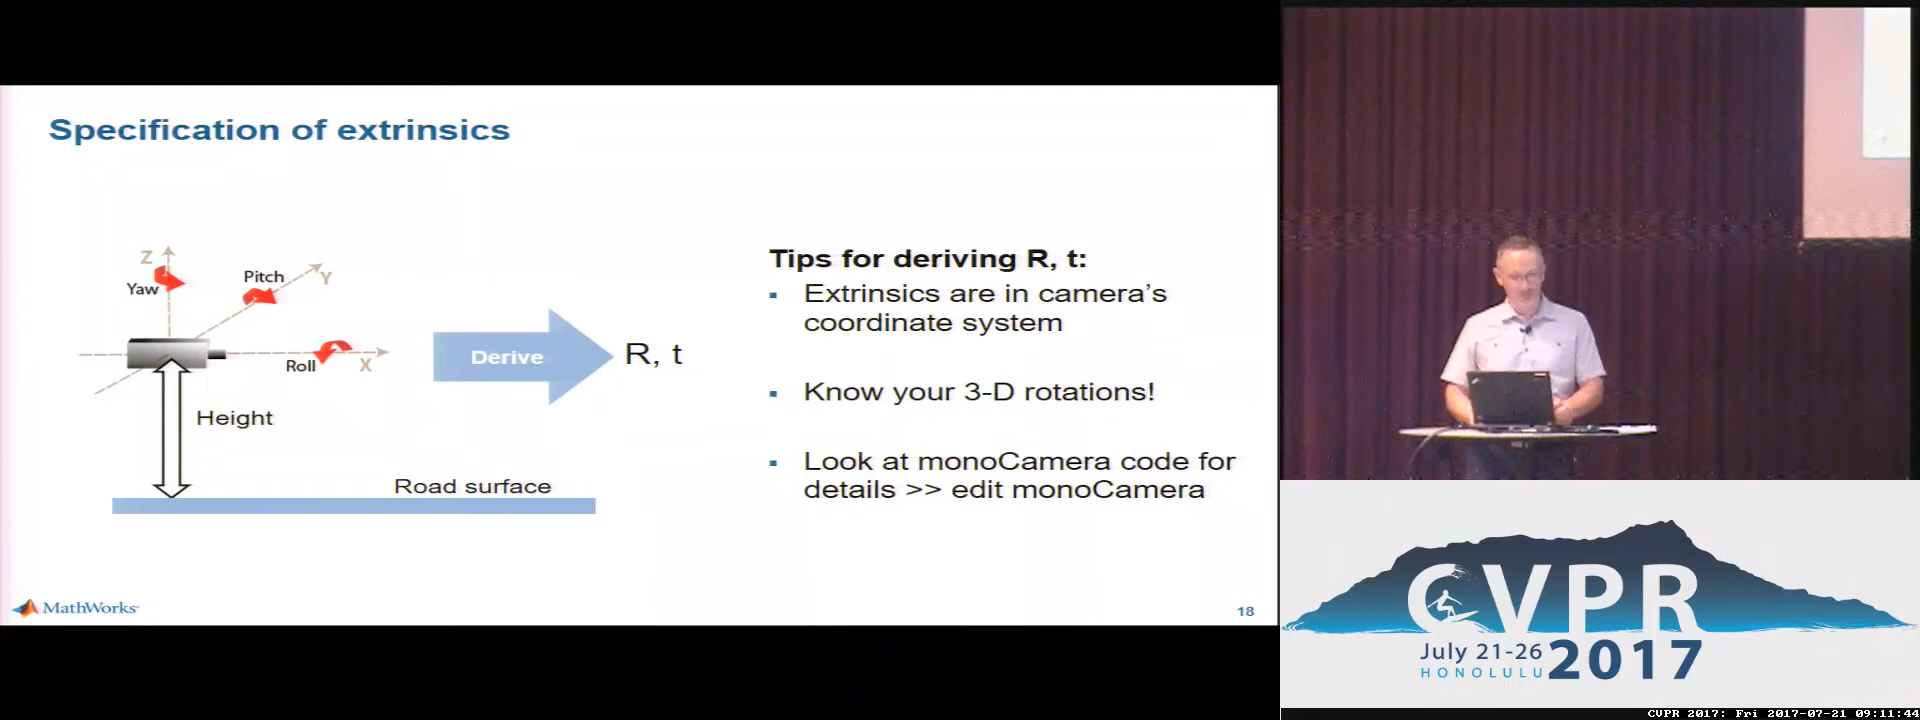 Specification of extrinsics
Z
Yaw
Pitch
Y
Roll
X
Height
Road surface
Derive
R, t
Tips for deriving R, t:
▪ Extrinsics are in camera's
coordinate system
▪ Know your 3-D rotations!
▪ Look at monoCamera code for
details >> edit monoCamera
MathWorks
18
CVPR
July 21-26
HONOLULU
2017
CVPR 2017: Fri 2017-07-21 09:11:44